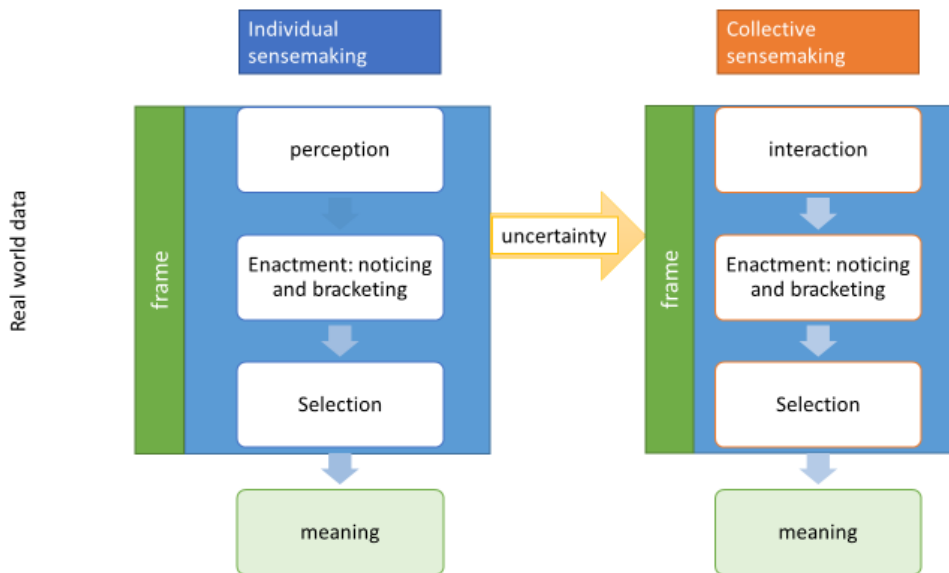 Individual
sensemaking
Collective
sensemaking
Real world data
frame
perception
Enactment: noticing
and bracketing
Selection
meaning
uncertainty
frame
interaction
Enactment: noticing
and bracketing
Selection
meaning